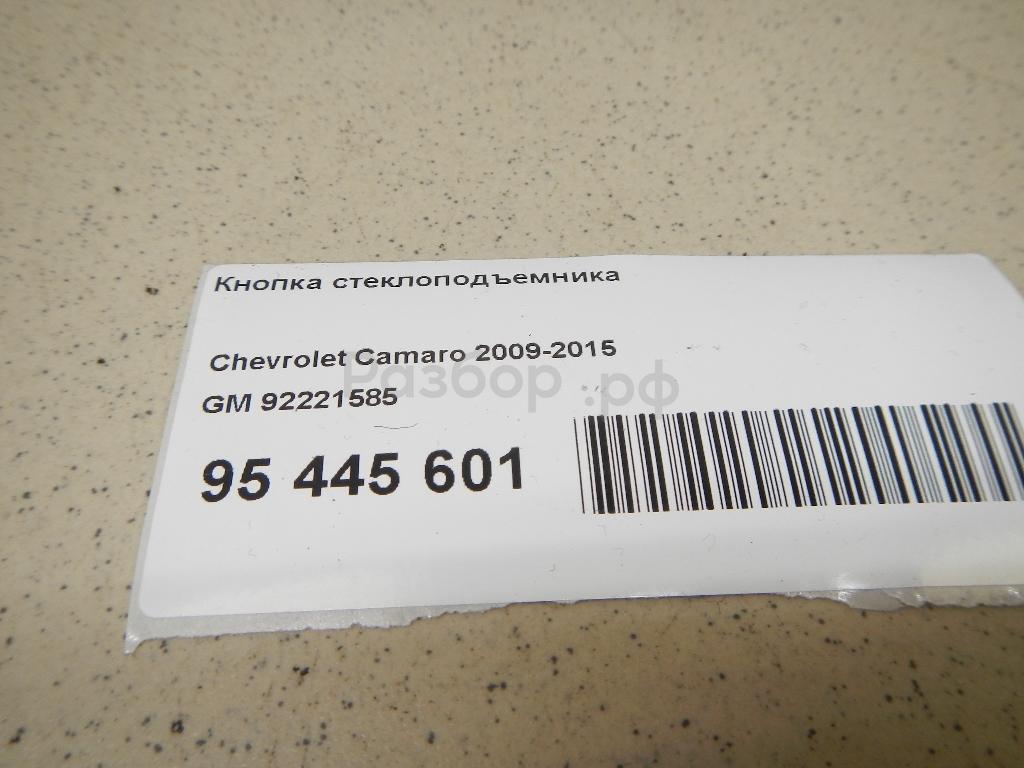 Кнопка стеклоподъемника
Chevrolet Camaro 2009-2015
Разбор.рф
GM 92221585
95 445 601